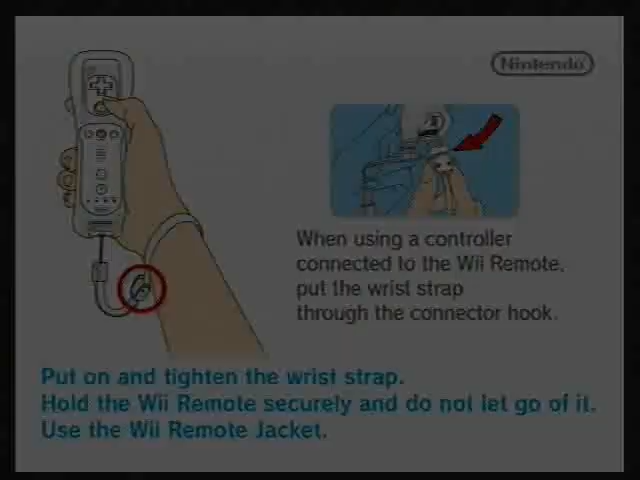 Nintendo
When using a controller
connected to the Wii Remote,
put the wrist strap
through the connector hook.
Put on and tighten the wrist strap.
Hold the Wii Remote securely and do not let go of it.
Use the Wii Remote Jacket.